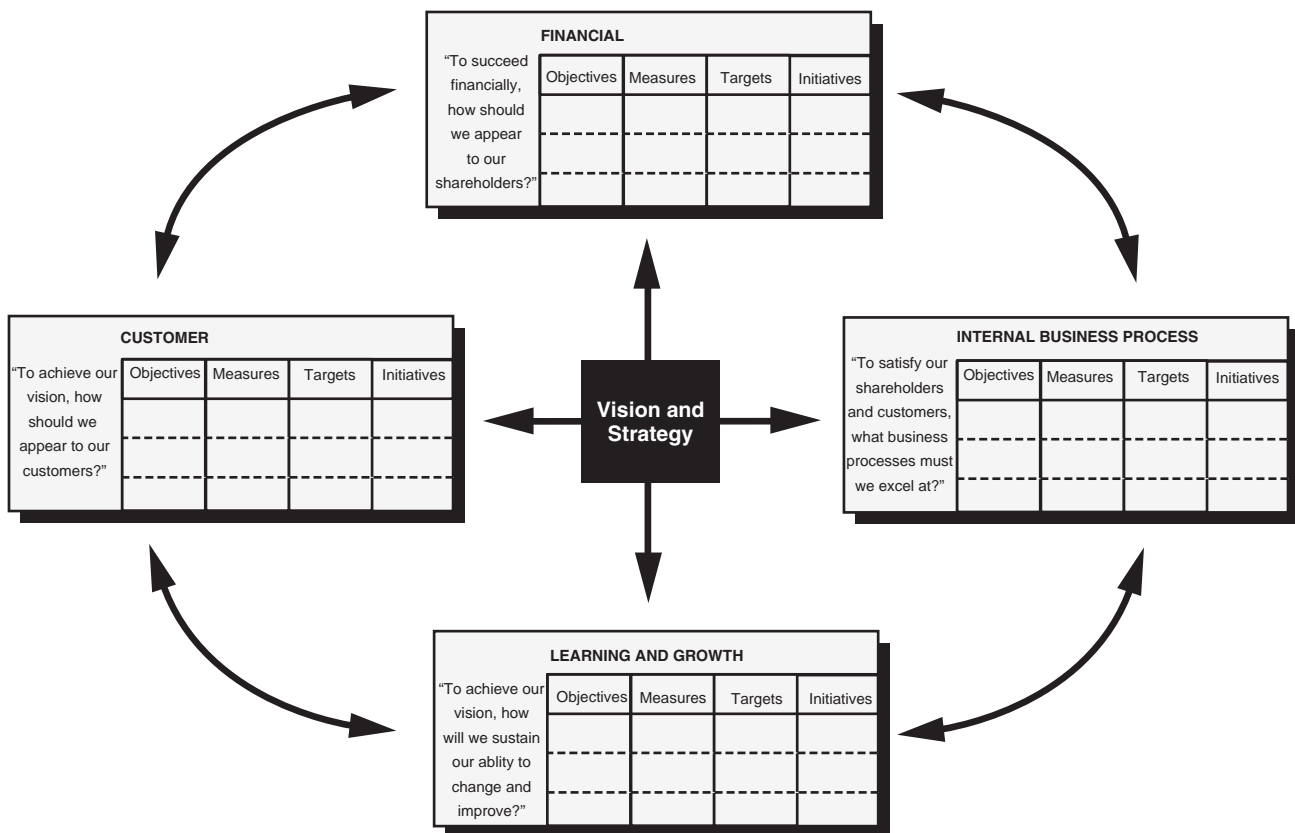 FINANCIAL
“To succeed
financially,
how should
we appear
to our
shareholders?”
Objectives Measures Targets Initiatives
CUSTOMER
“To achieve our
vision, how
should we
appear to our
customers?”
Objectives Measures Targets Initiatives
Vision and
Strategy
INTERNAL BUSINESS PROCESS
“To satisfy our
shareholders
and customers,
what business
processes must
we excel at?”
Objectives Measures Targets Initiatives
LEARNING AND GROWTH
“To achieve our
vision, how
will we sustain
our ablity to
change and
improve?”
Objectives Measures Targets Initiatives